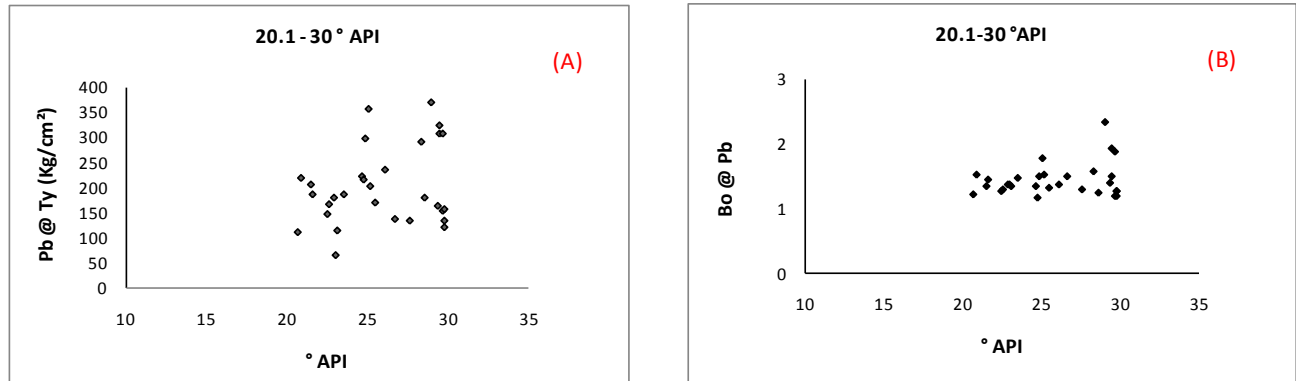 20.1 - 30 ° API
(A)
Pb @ Ty (Kg/cm²)
400
350
300
250
200
150
100
50
0
10 15 20 25 30 35
° API
20.1-30 °API
(B)
Bo @ Pb
3
2
1
0
10 15 20 25 30 35
° API